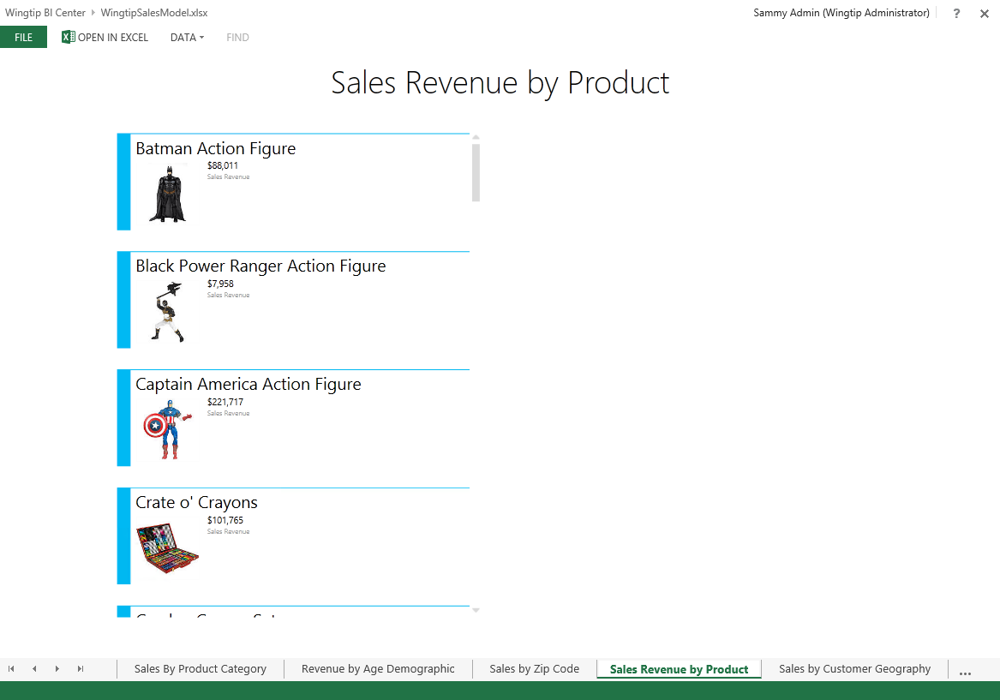 Wingtip BI Center WingtipSalesModel.xlsx
Sammy Admin (Wingtip Administrator) ?
FILE OPEN IN EXCEL DATA FIND
Sales Revenue by Product
Batman Action Figure
$88,011
Sales Revenue
Black Power Ranger Action Figure
$7,958
Sales Revenue
Captain America Action Figure
$221,717
Sales Revenue
Crate o' Crayons
$101,765
Sales Revenue
Sales By Product Category Revenue by Age Demographic Sales by Zip Code Sales Revenue by Product Sales by Customer Geography ...